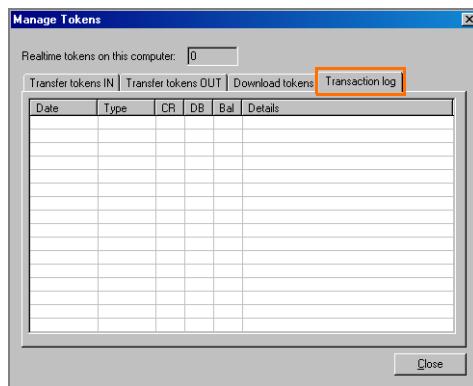 Manage Tokens
Realtime tokens on this computer: 0
Transfer tokens IN Transfer tokens OUT Download tokens Transaction log
Date Type CR DB Bal Details
Close